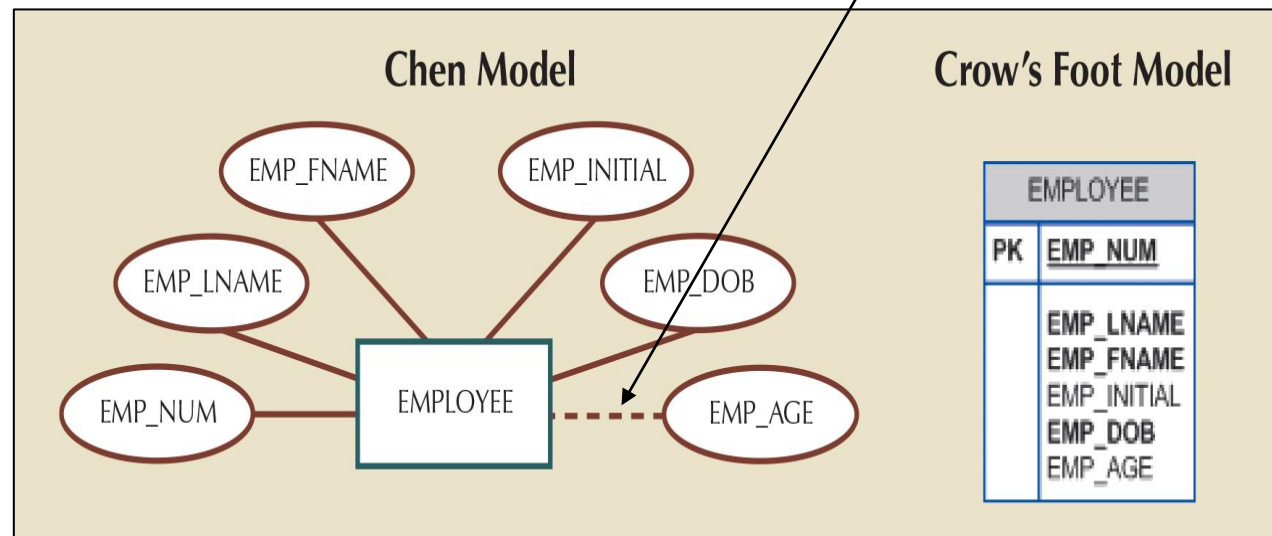 Chen Model
Crow's Foot Model
EMP_FNAME
EMP_INITIAL
EMP_LNAME
EMP_DOB
EMP_NUM
EMPLOYEE
EMP_AGE
EMPLOYEE
PK EMP_NUM
EMP_LNAME
EMP_FNAME
EMP_INITIAL
EMP_DOB
EMP_AGE